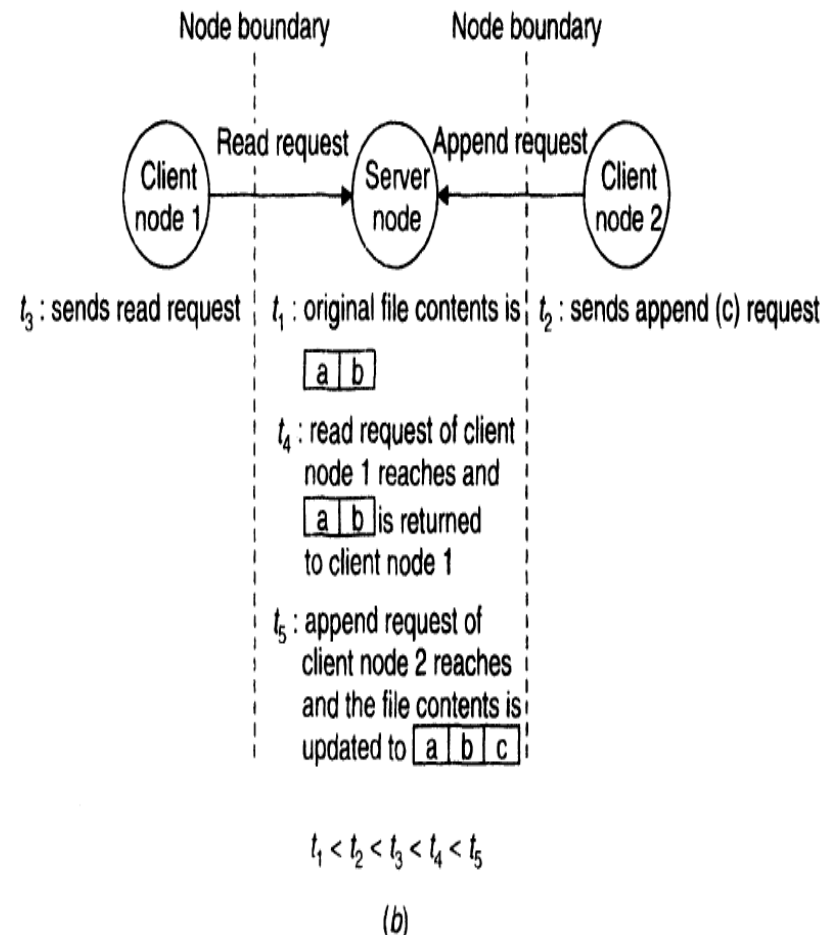 Node boundary Node boundary
Read request Append request
Client node 1
Server node
Client node 2
t3 : sends read request
t1 : original file contents is
a b
t4 : read request of client
node 1 reaches and
a b is returned
to client node 1
t5 : append request of
client node 2 reaches
and the file contents is
updated to a b c
t2 : sends append (c) request
t1 < t2 < t3 < t4 < t5
(b)